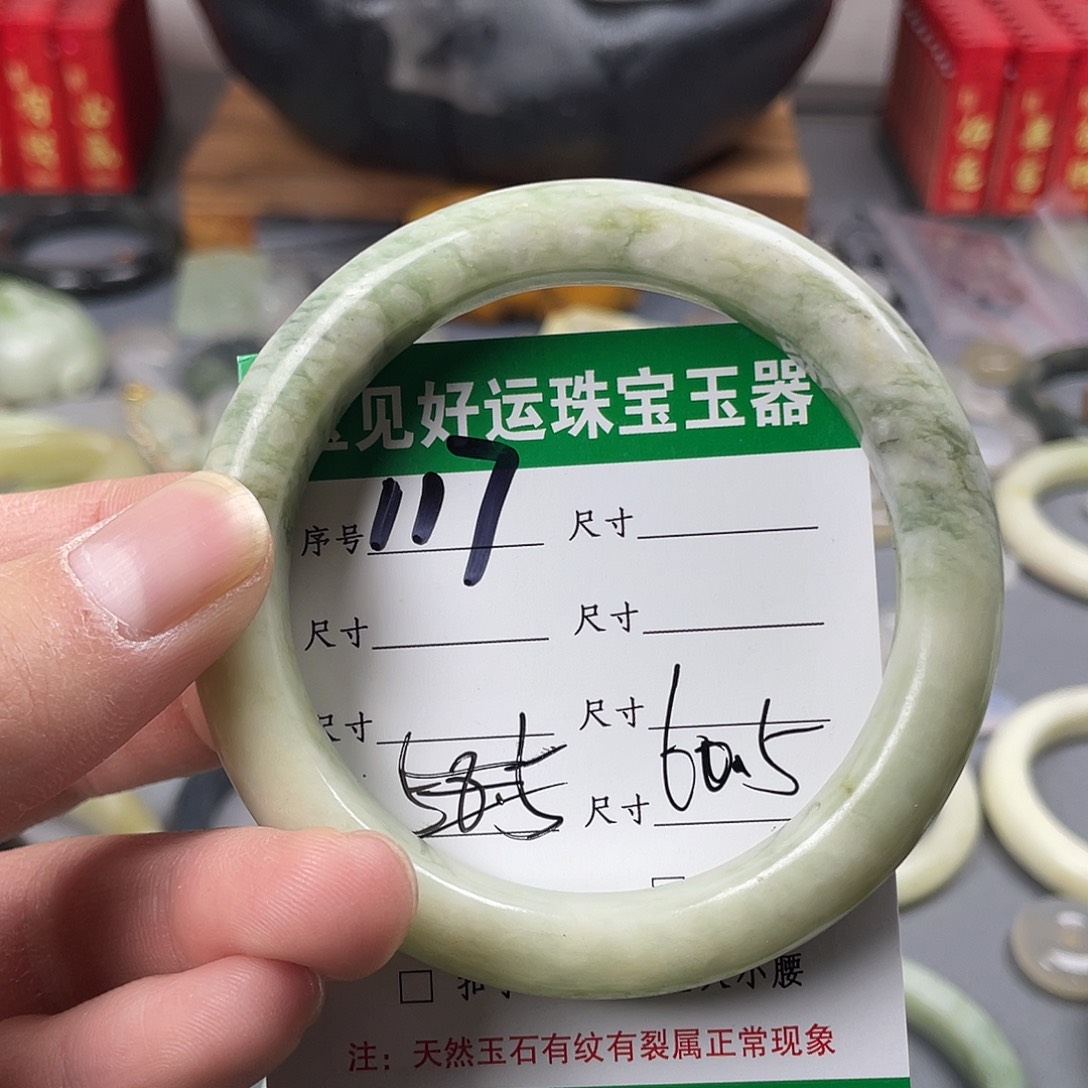 见好运珠宝玉器
序号 117 尺寸
尺寸 尺寸
尺寸 58.5 尺寸 60.5
尺寸
小腰
注：天然玉石有纹有裂属正常现象